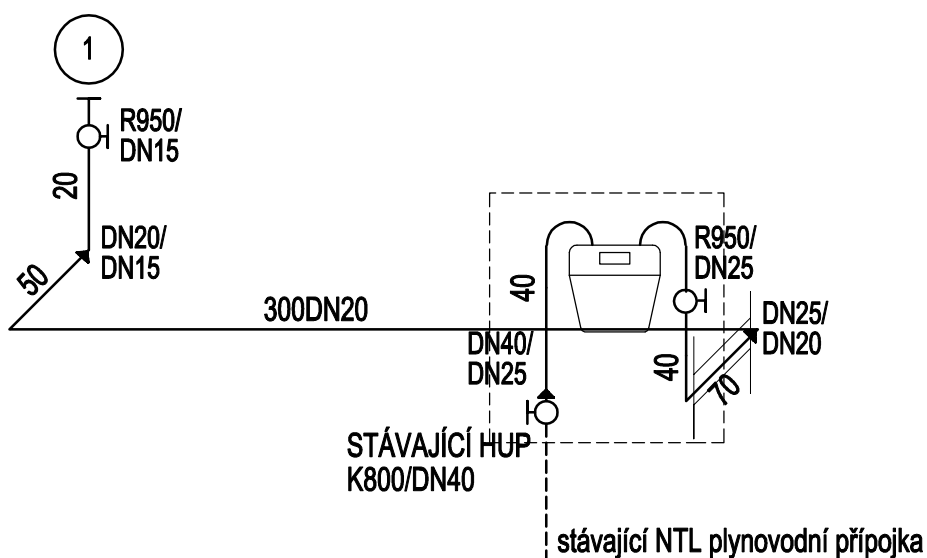 1
R950/
DN15
20
DN20/
DN15
50
300DN20
40
R950/
DN25
DN25/
DN20
DN40/
DN25
40
70
STÁVAJÍCÍ HUP
K800/DN40
stávající NTL plynovodní přípojka